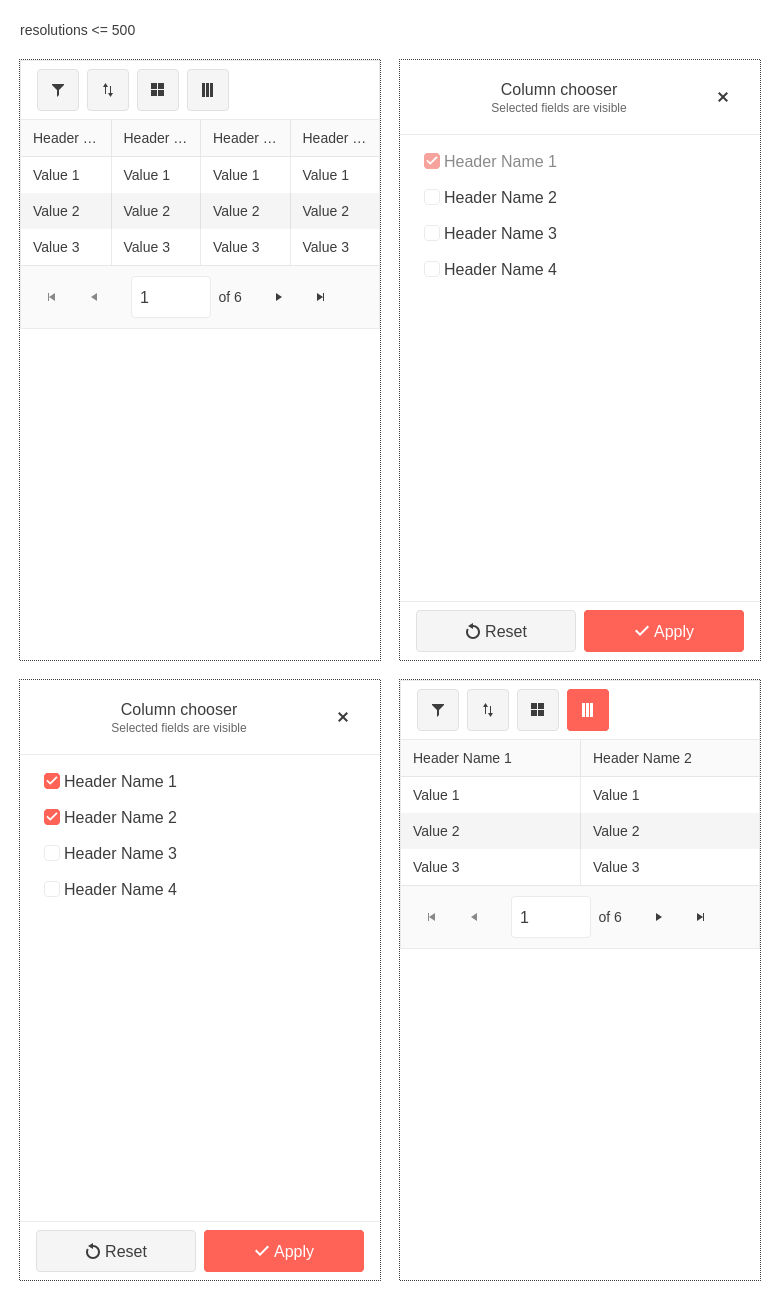 resolutions <= 500
Header … Header … Header … Header …
Value 1 Value 1 Value 1 Value 1
Value 2 Value 2 Value 2 Value 2
Value 3 Value 3 Value 3 Value 3
1 of 6
Column chooser
Selected fields are visible
Header Name 1
Header Name 2
Header Name 3
Header Name 4
Reset Apply
Column chooser
Selected fields are visible
Header Name 1
Header Name 2
Header Name 3
Header Name 4
Reset Apply
Header Name 1 Header Name 2
Value 1 Value 1
Value 2 Value 2
Value 3 Value 3
1 of 6